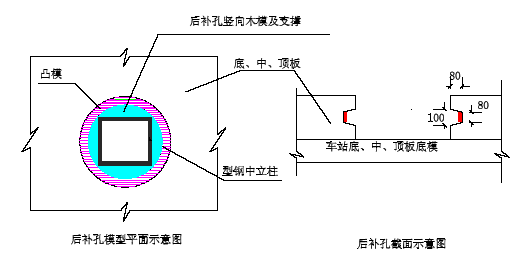 后补孔竖向木模及支撑
凸模
底、中、顶板
80
80
100
车站底、中、顶板底模
型钢中立柱
后补孔模型平面示意图
后补孔截面示意图